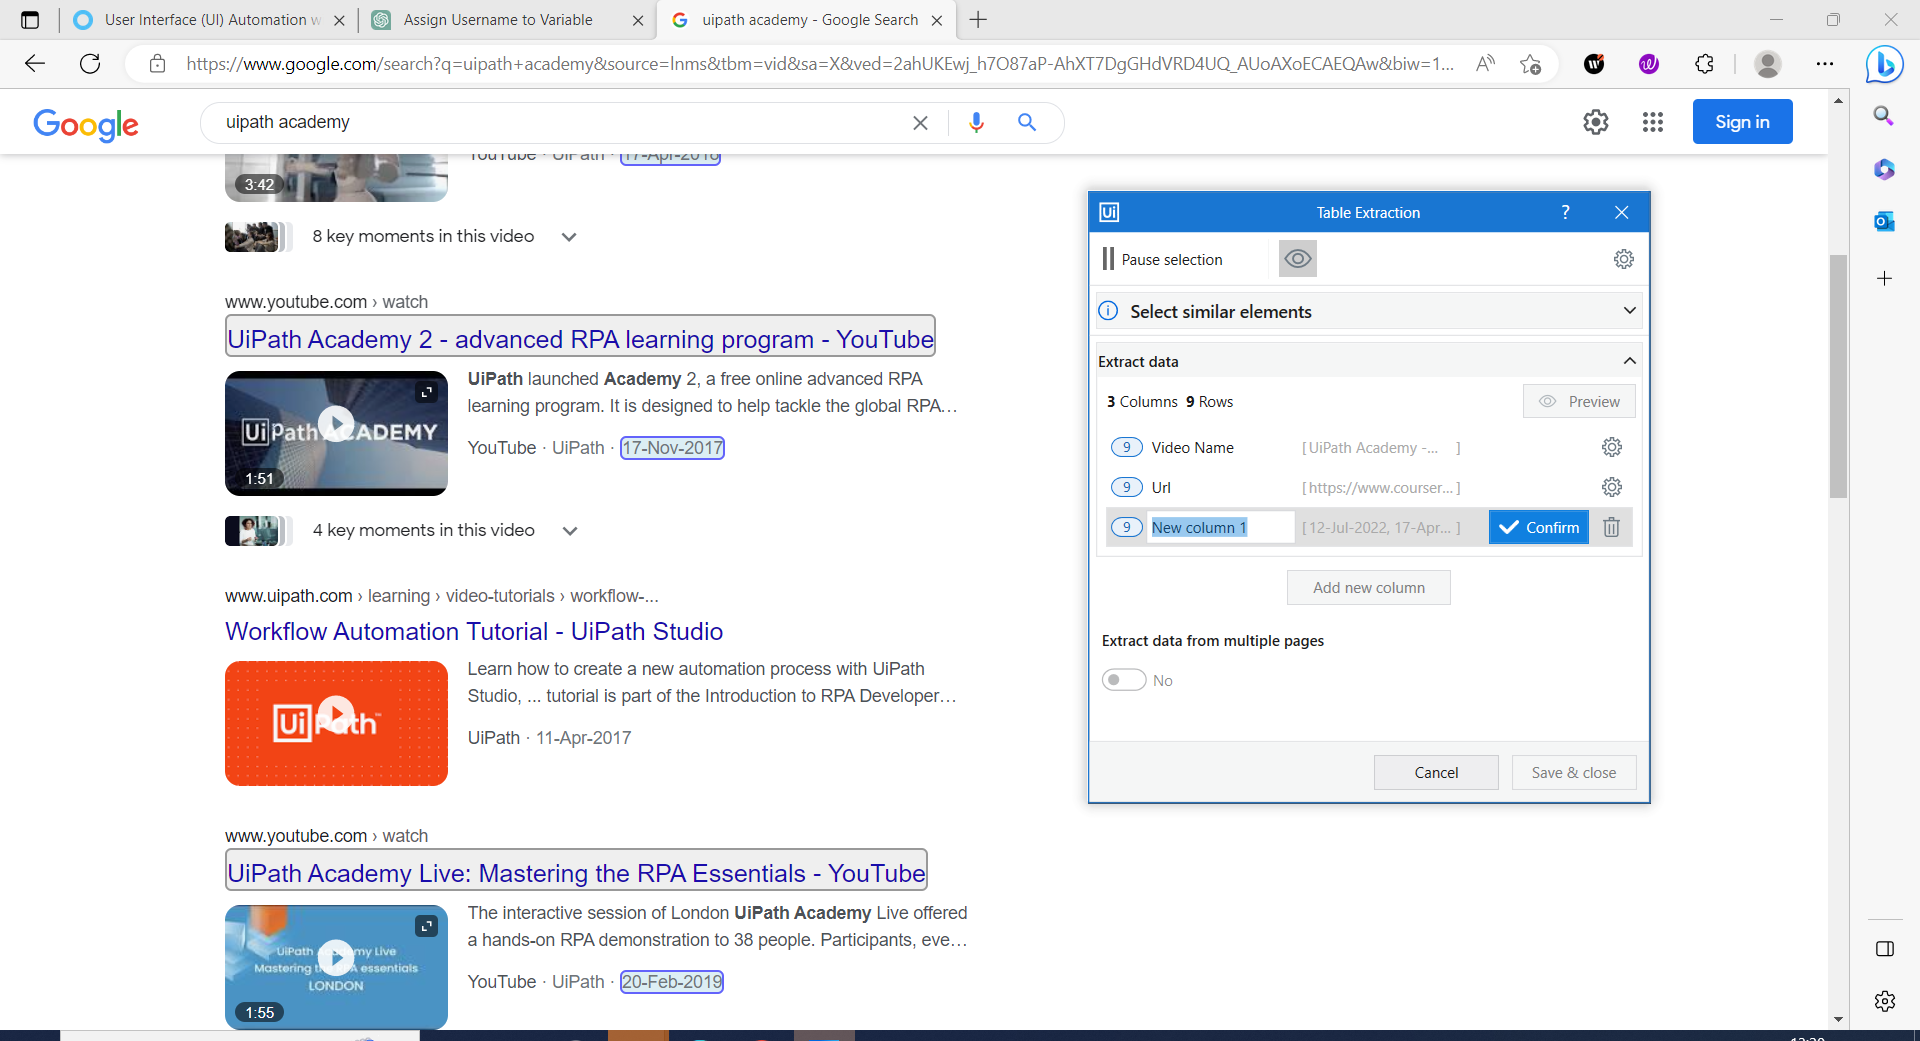 User Interface (UI) Automation w
Assign Username to Variable
uipath academy - Google Search
https://www.google.com/search?q=uipath+academy&source=lnms&tbm=vid&sa=X&ved=2ahUKEwj_h7O87aP-AhXT7DgGHdVRD4UQ_AUoAXoECAEQAw&biw=1...
Google
uipath academy
Sign in
YouTube · UiPath · 17-Apr-2018
3:42
8 key moments in this video
www.youtube.com › watch
UiPath Academy 2 - advanced RPA learning program - YouTube
UiPath launched Academy 2, a free online advanced RPA
learning program. It is designed to help tackle the global RPA...
YouTube · UiPath · 17-Nov-2017
UiPath ACADEMY
1:51
4 key moments in this video
www.uipath.com › learning › video-tutorials › workflow-...
Workflow Automation Tutorial - UiPath Studio
Learn how to create a new automation process with UiPath
Studio, ... tutorial is part of the Introduction to RPA Developer...
UiPath · 11-Apr-2017
UiPath
www.youtube.com › watch
UiPath Academy Live: Mastering the RPA Essentials - YouTube
The interactive session of London UiPath Academy Live offered
a hands-on RPA demonstration to 38 people. Participants, eve...
YouTube · UiPath · 20-Feb-2019
UiPath Academy Live
Mastering the RPA essentials
LONDON
1:55
Ui
Table Extraction
?
Pause selection
Select similar elements
Extract data
3 Columns 9 Rows
Preview
9 Video Name [ UiPath Academy -... ]
9 Url [ https://www.courser... ]
9 New column 1 [ 12-Jul-2022, 17-Apr... ] Confirm
Add new column
Extract data from multiple pages
No
Cancel
Save & close